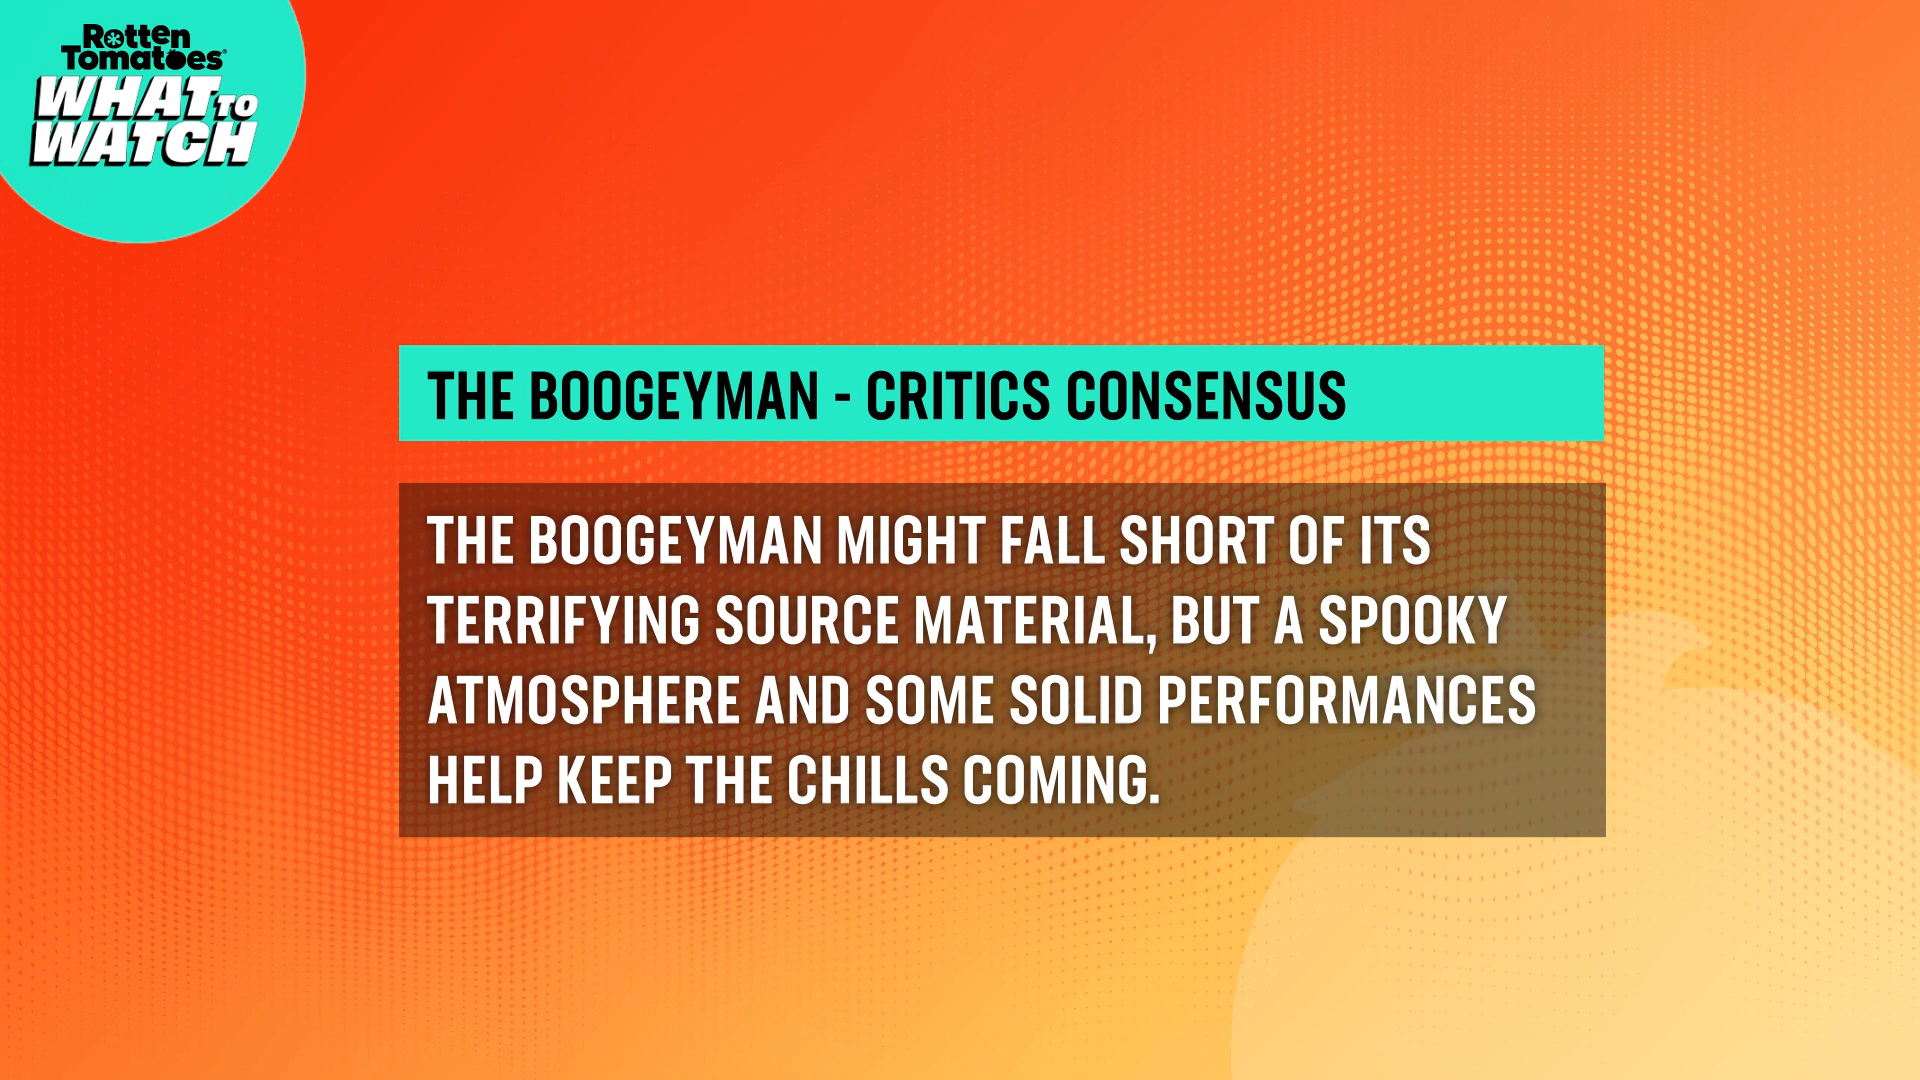 Rotten
Tomatoes®
WHAT TO
WATCH
THE BOOGEYMAN - CRITICS CONSENSUS
THE BOOGEYMAN MIGHT FALL SHORT OF ITS
TERRIFYING SOURCE MATERIAL, BUT A SPOOKY
ATMOSPHERE AND SOME SOLID PERFORMANCES
HELP KEEP THE CHILLS COMING.